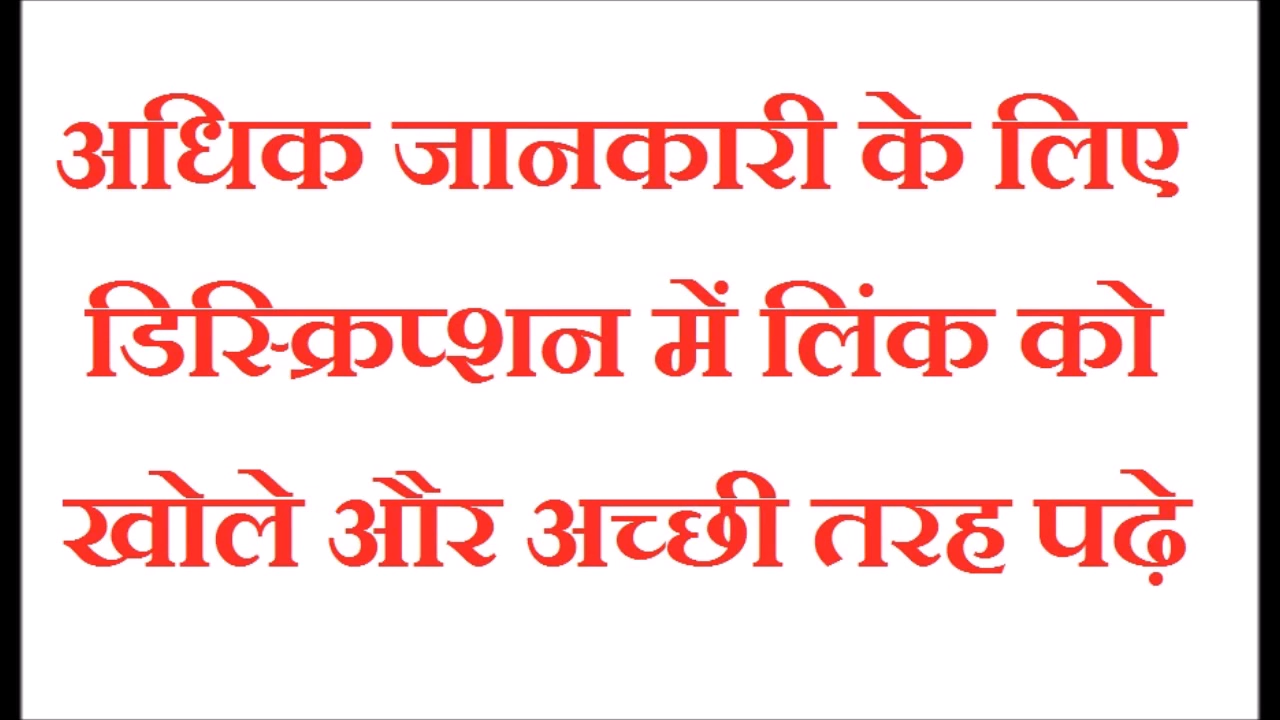 अधिक जानकारी के लिए
डिस्क्रिप्शन में लिंक को
खोले और अच्छी तरह पढ़े